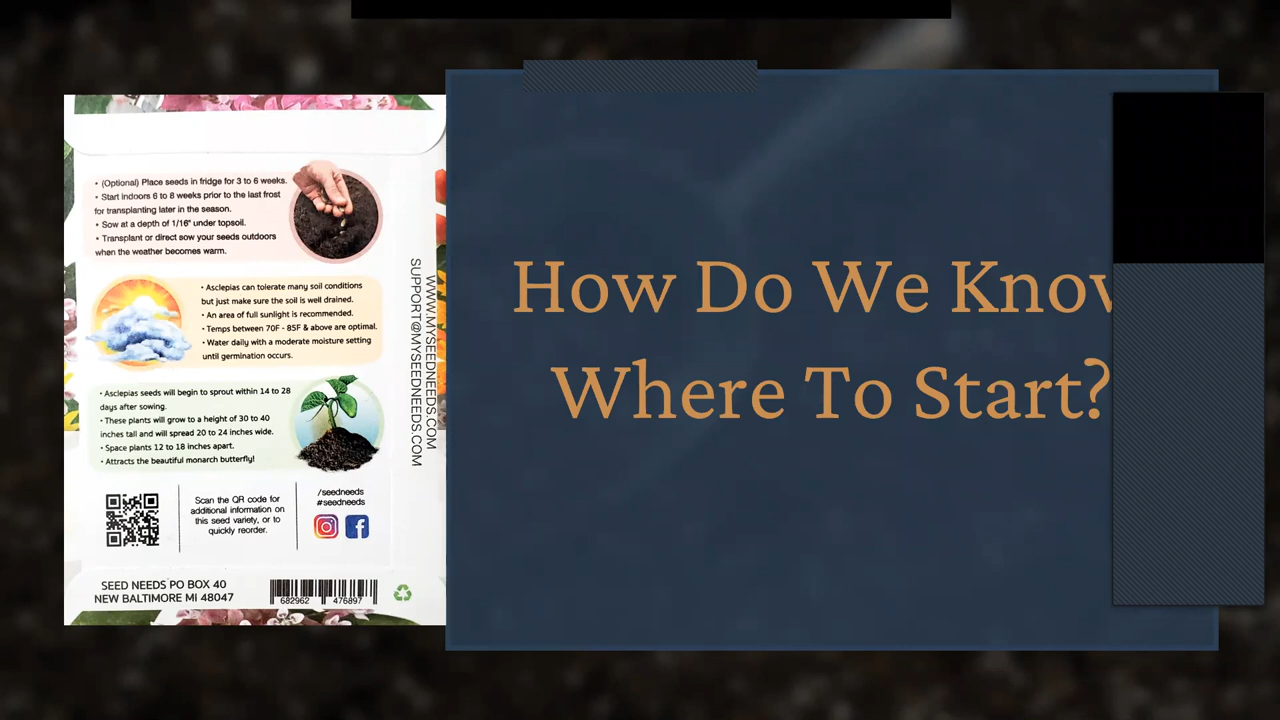 • (Optional) Place seeds in fridge for 3 to 6 weeks.
• Start indoors 6 to 8 weeks prior to the last frost
for transplanting later in the season.
• Sow at a depth of 1/16" under topsoil.
• Transplant or direct sow your seeds outdoors
when the weather becomes warm.
• Asclepias can tolerate many soil conditions
but just make sure the soil is well drained.
• An area of full sunlight is recommended.
• Temps between 70F - 85F & above are optimal.
• Water daily with a moderate moisture setting
until germination occurs.
• Asclepias seeds will begin to sprout within 14 to 28
days after sowing.
• These plants will grow to a height of 30 to 40
inches tall and will spread 20 to 24 inches wide.
• Space plants 12 to 18 inches apart.
• Attracts the beautiful monarch butterfly!
Scan the QR code for
additional information on
this seed variety, or to
quickly reorder.
/seedneeds
#seedneeds
SEED NEEDS PO BOX 40
NEW BALTIMORE MI 48047
682962 476897
WWW.MYSEEDNEEDS.COM
SUPPORT@MYSEEDNEEDS.COM
How Do We Know
Where To Start?